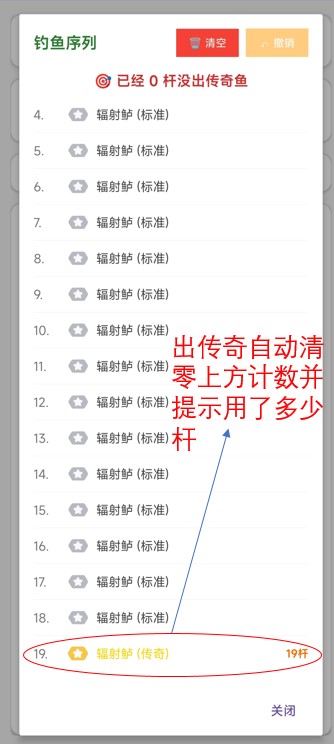 钓鱼序列
清空
撤销
已经 0 杆没出传奇鱼
4. 辐射鲈 (标准)
5. 辐射鲈 (标准)
6. 辐射鲈 (标准)
7. 辐射鲈 (标准)
8. 辐射鲈 (标准)
9. 辐射鲈 (标准)
10. 辐射鲈 (标准)
11. 辐射鲈 (标准)
12. 辐射鲈 (标准)
13. 辐射鲈 (标准)
14. 辐射鲈 (标准)
15. 辐射鲈 (标准)
16. 辐射鲈 (标准)
17. 辐射鲈 (标准)
18. 辐射鲈 (标准)
19. 辐射鲈 (传奇) 19杆
出传奇自动清
零上方计数并
提示用了多少
杆
关闭